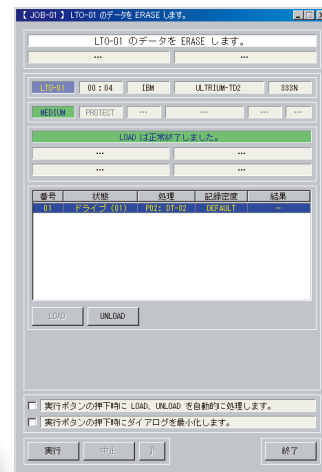 【 JOB-01 】 LTO-01 のデータを ERASE します。
LTO-01 のデータを ERASE します。
--- ---
LTO-01 00:04 IBM ULTRIUM-TD2 333N
MEDIUM PROTECT --- --- --- ---
LOAD は正常終了しました。
--- ---
--- ---
番号 状態 処理 記録密度 結果
01 ドライブ (01) P02: DT-02 DEFAULT -
LOAD UNLOAD
実行ボタンの押下時に LOAD、UNLOAD を自動的に処理します。
実行ボタンの押下時にダイアログを最小化します。
実行 中止 ♪ 終了